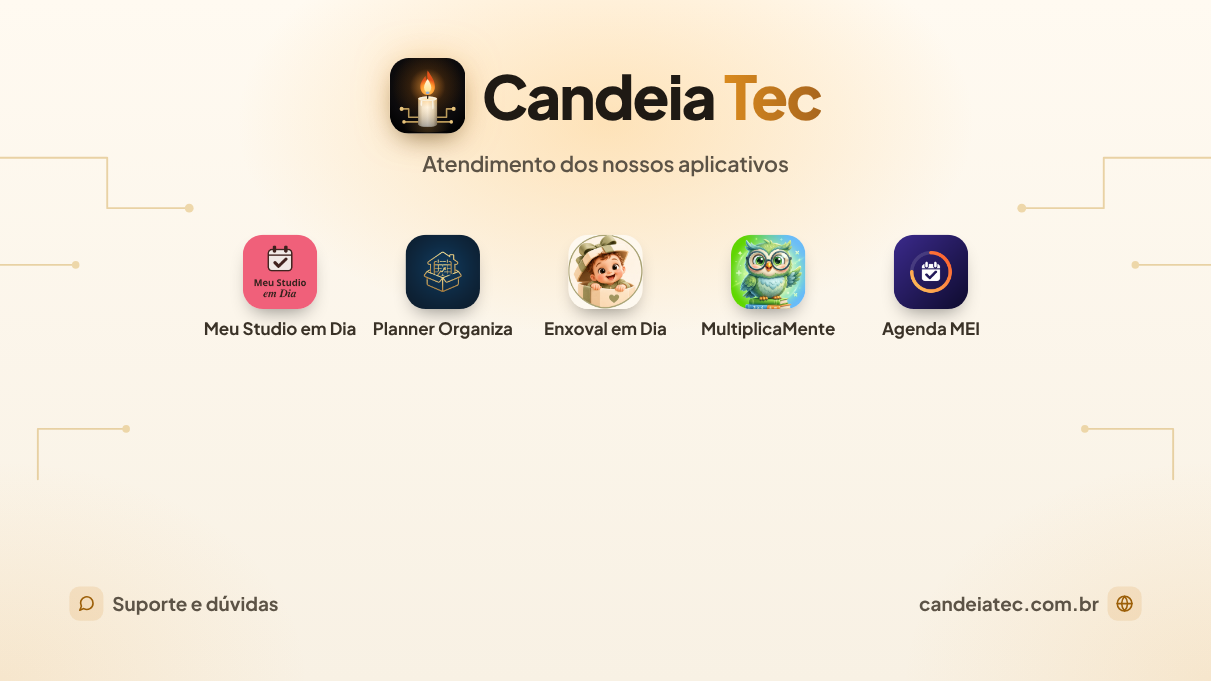 Candeia Tec
Atendimento dos nossos aplicativos
Meu Studio
em Dia
Meu Studio em Dia
Planner Organiza
Enxoval em Dia
MultiplicaMente
Agenda MEI
Suporte e dúvidas
candeiatec.com.br